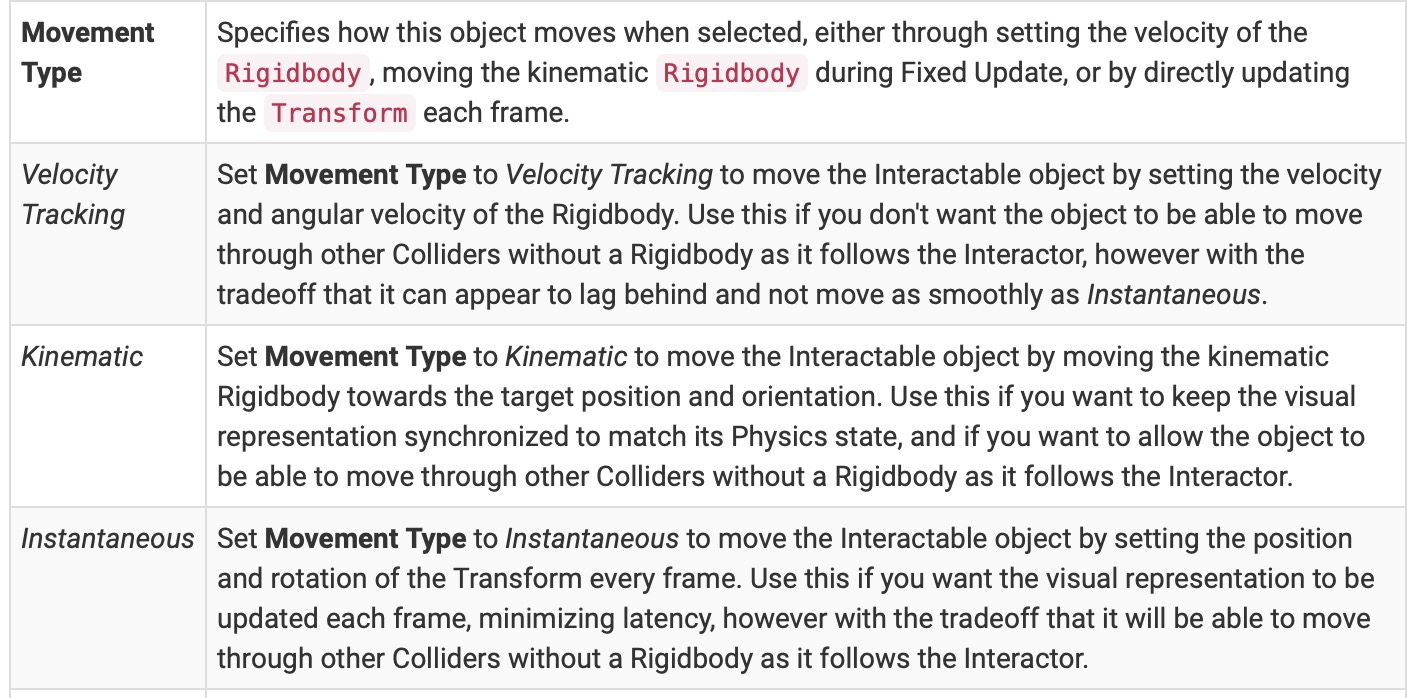 Movement
Type
Specifies how this object moves when selected, either through setting the velocity of the
Rigidbody, moving the kinematic Rigidbody during Fixed Update, or by directly updating
the Transform each frame.
Velocity
Tracking
Set Movement Type to Velocity Tracking to move the Interactable object by setting the velocity
and angular velocity of the Rigidbody. Use this if you don't want the object to be able to move
through other Colliders without a Rigidbody as it follows the Interactor, however with the
tradeoff that it can appear to lag behind and not move as smoothly as Instantaneous.
Kinematic
Set Movement Type to Kinematic to move the Interactable object by moving the kinematic
Rigidbody towards the target position and orientation. Use this if you want to keep the visual
representation synchronized to match its Physics state, and if you want to allow the object to
be able to move through other Colliders without a Rigidbody as it follows the Interactor.
Instantaneous
Set Movement Type to Instantaneous to move the Interactable object by setting the position
and rotation of the Transform every frame. Use this if you want the visual representation to be
updated each frame, minimizing latency, however with the tradeoff that it will be able to move
through other Colliders without a Rigidbody as it follows the Interactor.